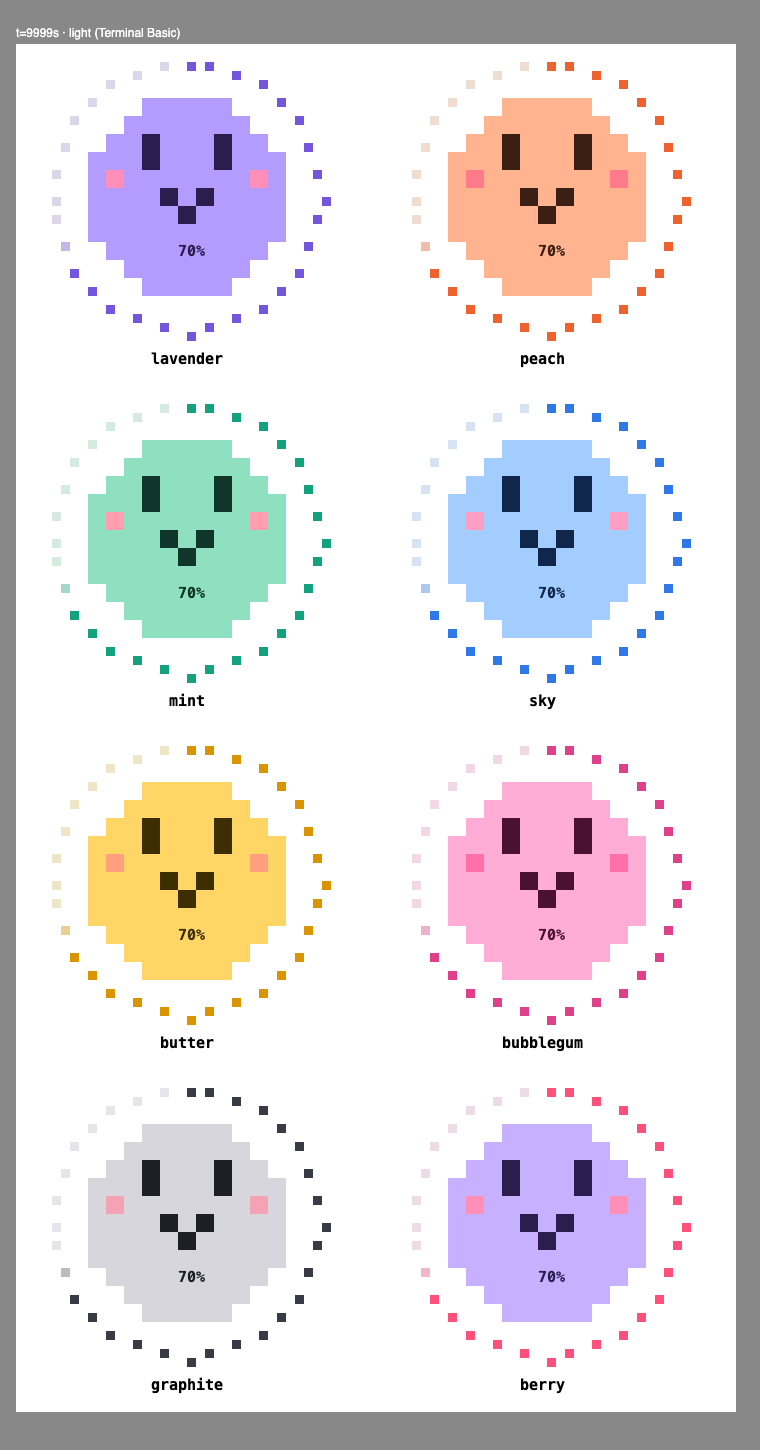 t=9999s · light (Terminal Basic)
70% 70%
lavender peach
70% 70%
mint sky
70% 70%
butter bubblegum
70% 70%
graphite berry